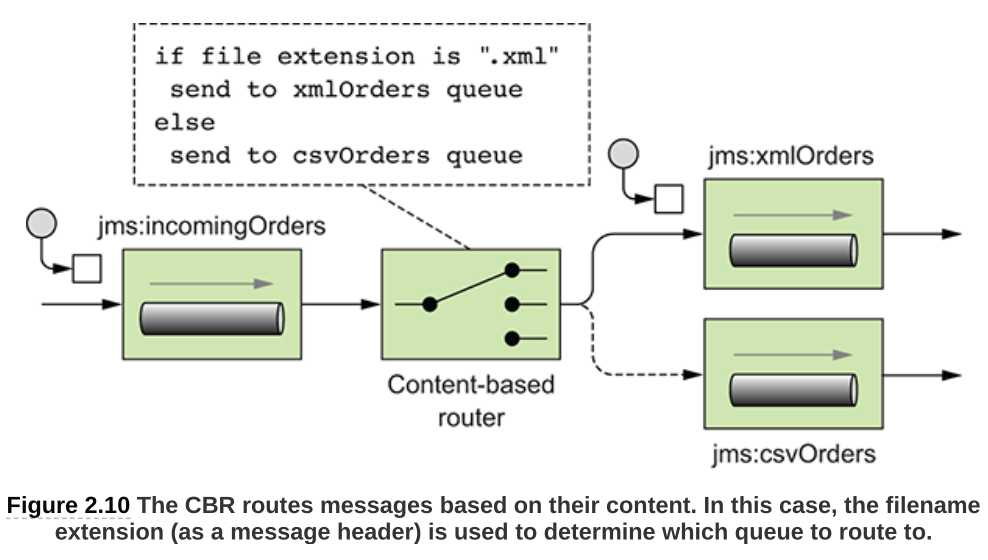 if file extension is ".xml"
send to xmlOrders queue
else
send to csvOrders queue
jms:xmlOrders
jms:incomingOrders
Content-based
router
jms:csvOrders
Figure 2.10 The CBR routes messages based on their content. In this case, the filename
extension (as a message header) is used to determine which queue to route to.